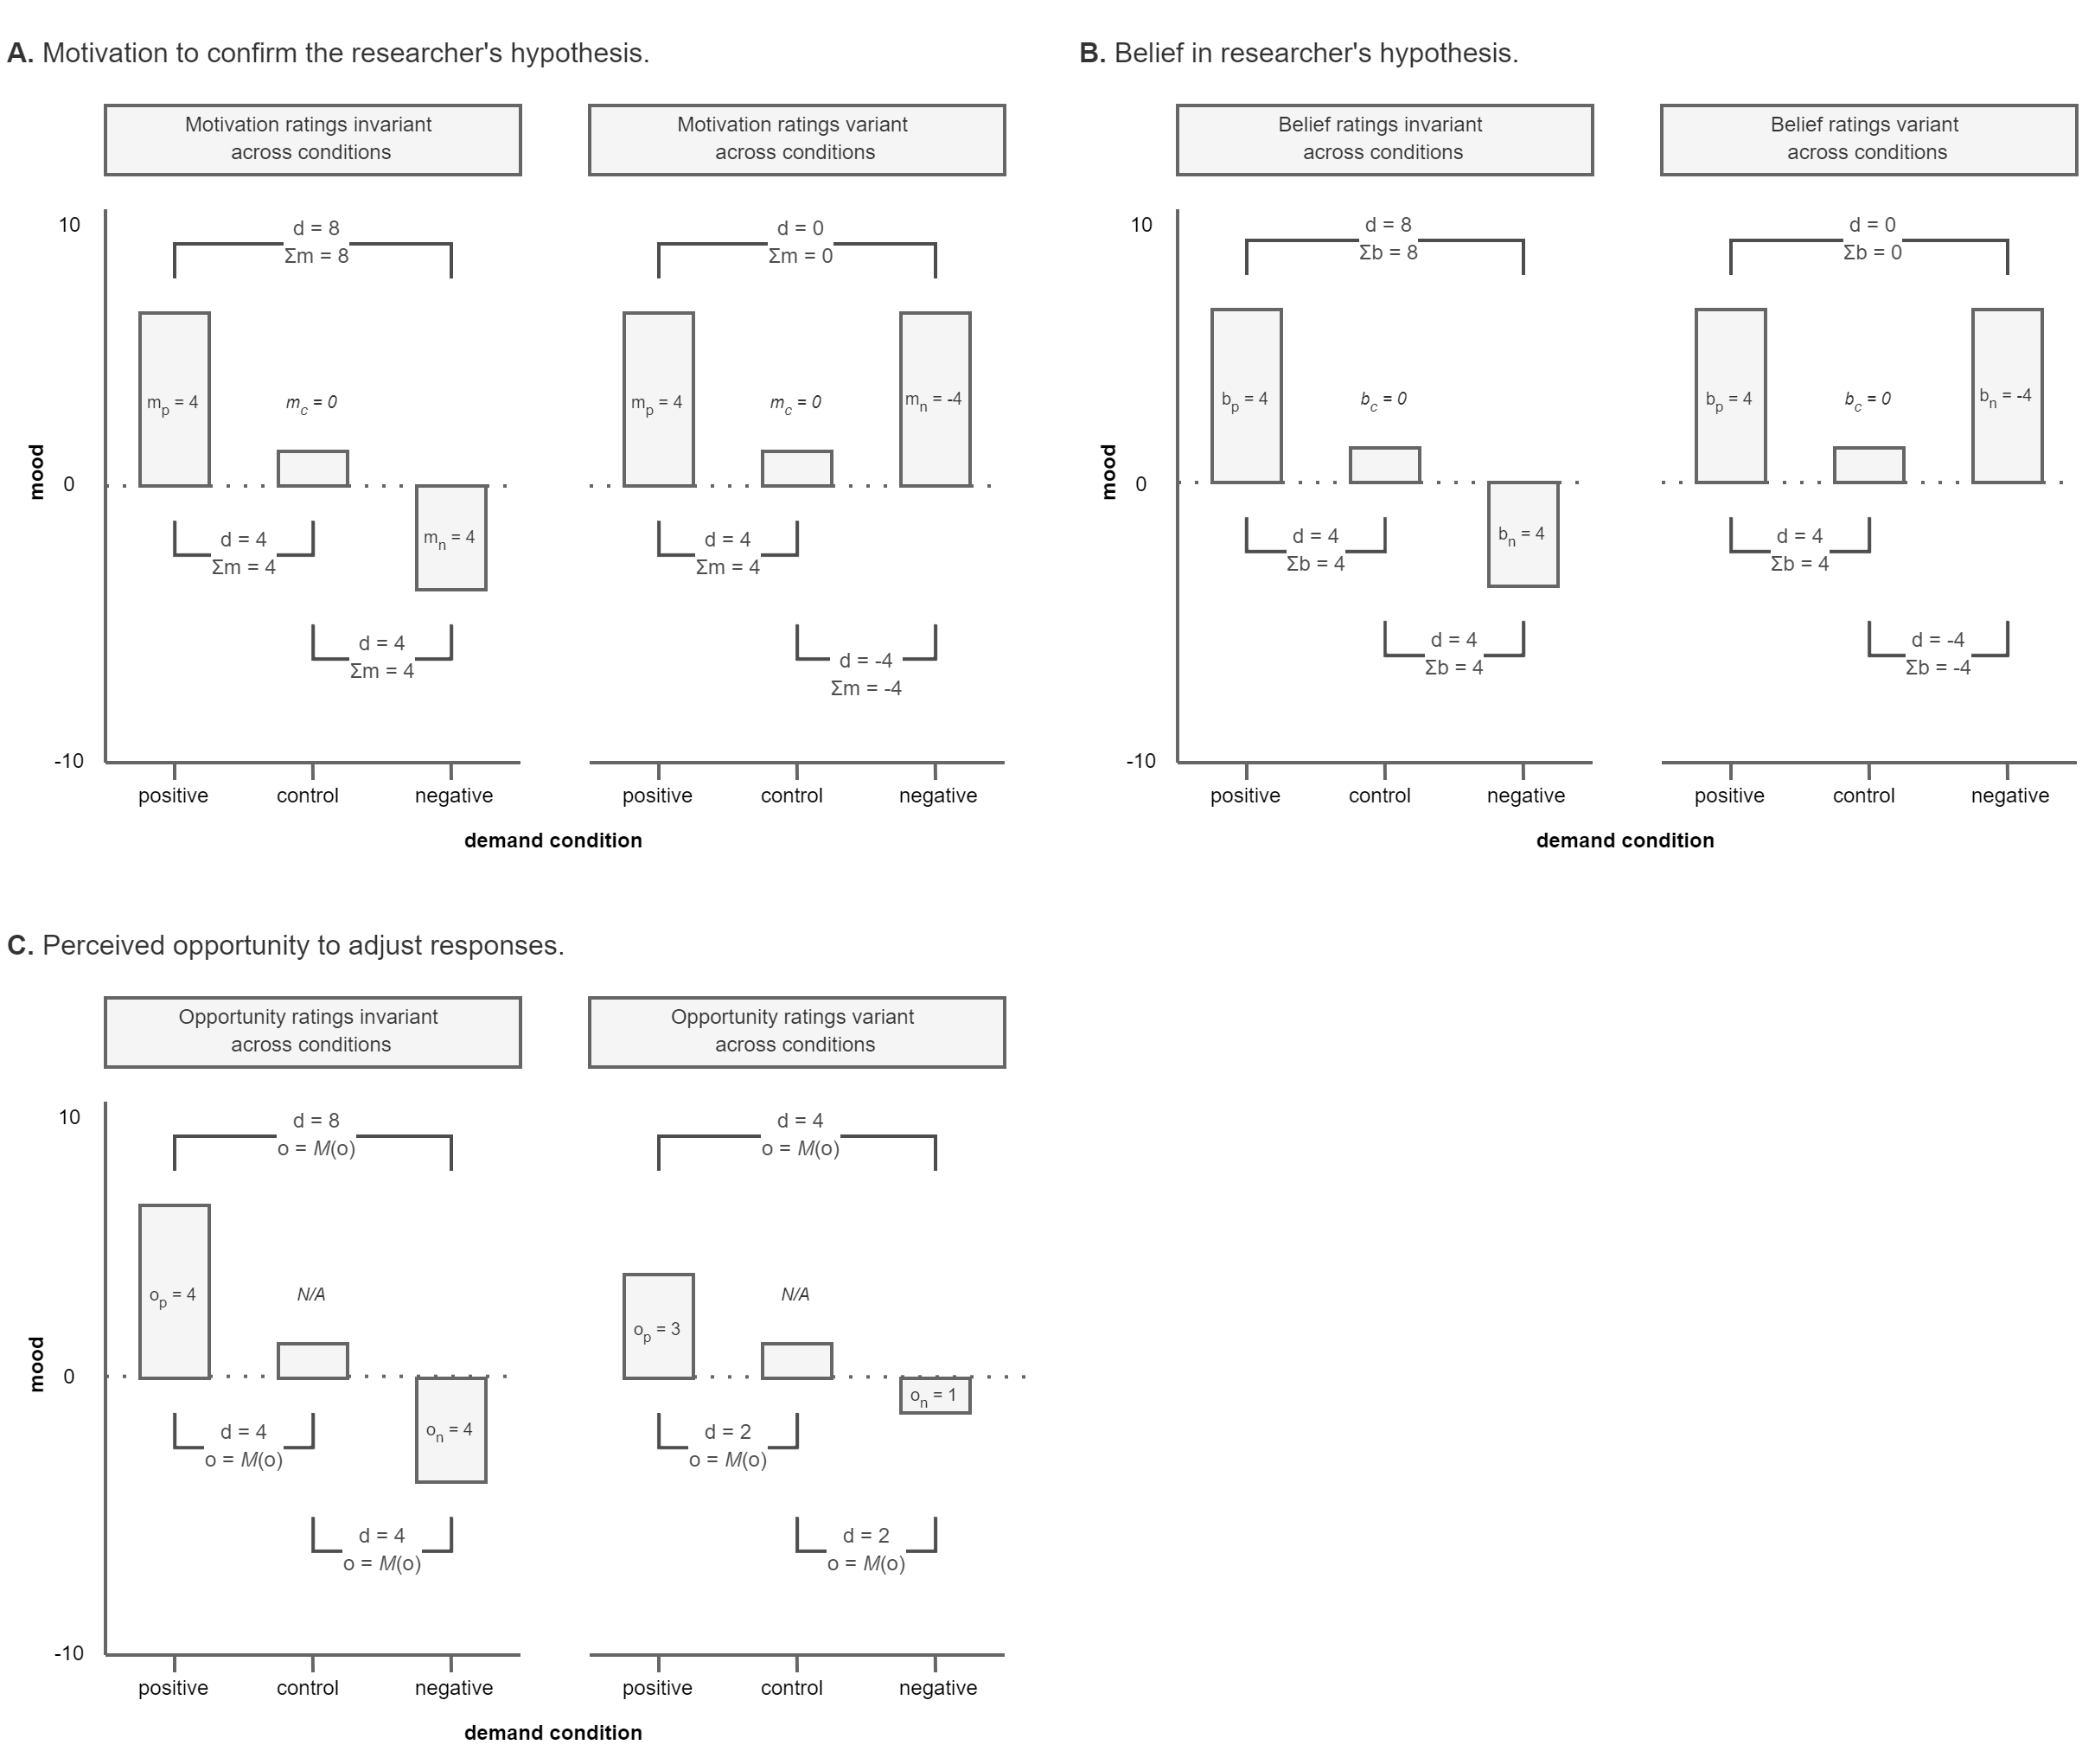 A. Motivation to confirm the researcher's hypothesis.
Motivation ratings invariant
across conditions
Motivation ratings variant
across conditions
10
0
-10
mood
d = 8
Σm = 8
mp = 4
mc = 0
mn = 4
d = 4
Σm = 4
d = 4
Σm = 4
positive
control
negative
d = 0
Σm = 0
mp = 4
mc = 0
mn = -4
d = 4
Σm = 4
d = -4
Σm = -4
positive
control
negative
demand condition
B. Belief in researcher's hypothesis.
Belief ratings invariant
across conditions
Belief ratings variant
across conditions
10
0
-10
mood
d = 8
Σb = 8
bp = 4
bc = 0
bn = 4
d = 4
Σb = 4
d = 4
Σb = 4
positive
control
negative
d = 0
Σb = 0
bp = 4
bc = 0
bn = -4
d = 4
Σb = 4
d = -4
Σb = -4
positive
control
negative
demand condition
C. Perceived opportunity to adjust responses.
Opportunity ratings invariant
across conditions
Opportunity ratings variant
across conditions
10
0
-10
mood
d = 8
o = M(o)
op = 4
N/A
on = 4
d = 4
o = M(o)
d = 4
o = M(o)
positive
control
negative
d = 4
o = M(o)
op = 3
N/A
on = 1
d = 2
o = M(o)
d = 2
o = M(o)
positive
control
negative
demand condition